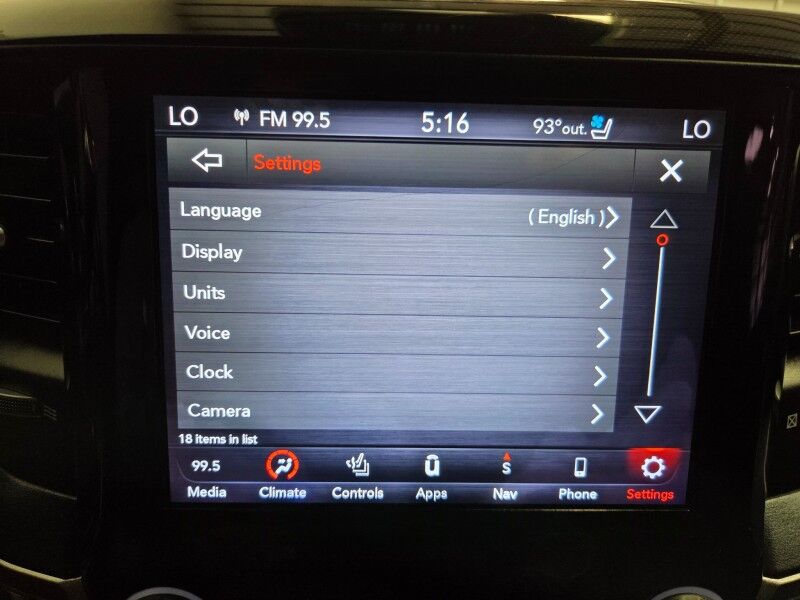 LO FM 99.5 5:16 93°out. LO
Settings
Language ( English )
Display
Units
Voice
Clock
Camera
18 items in list
99.5 S
Media Climate Controls Apps Nav Phone Settings